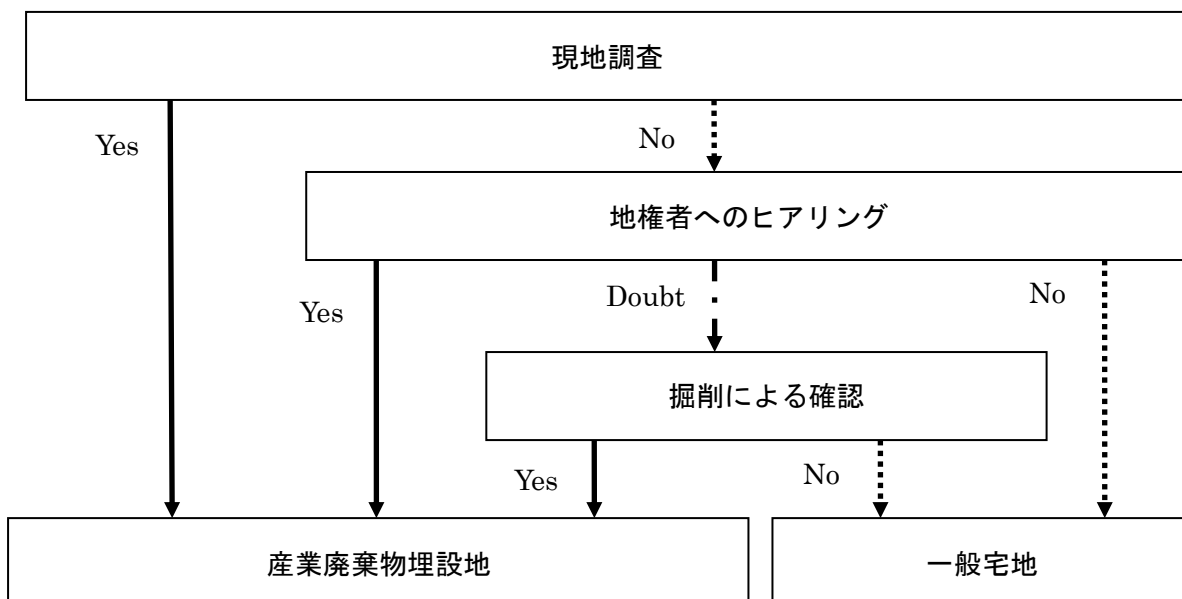 現地調査
Yes
No
地権者へのヒアリング
Yes
Doubt
No
掘削による確認
Yes
No
産業廃棄物埋設地
一般宅地